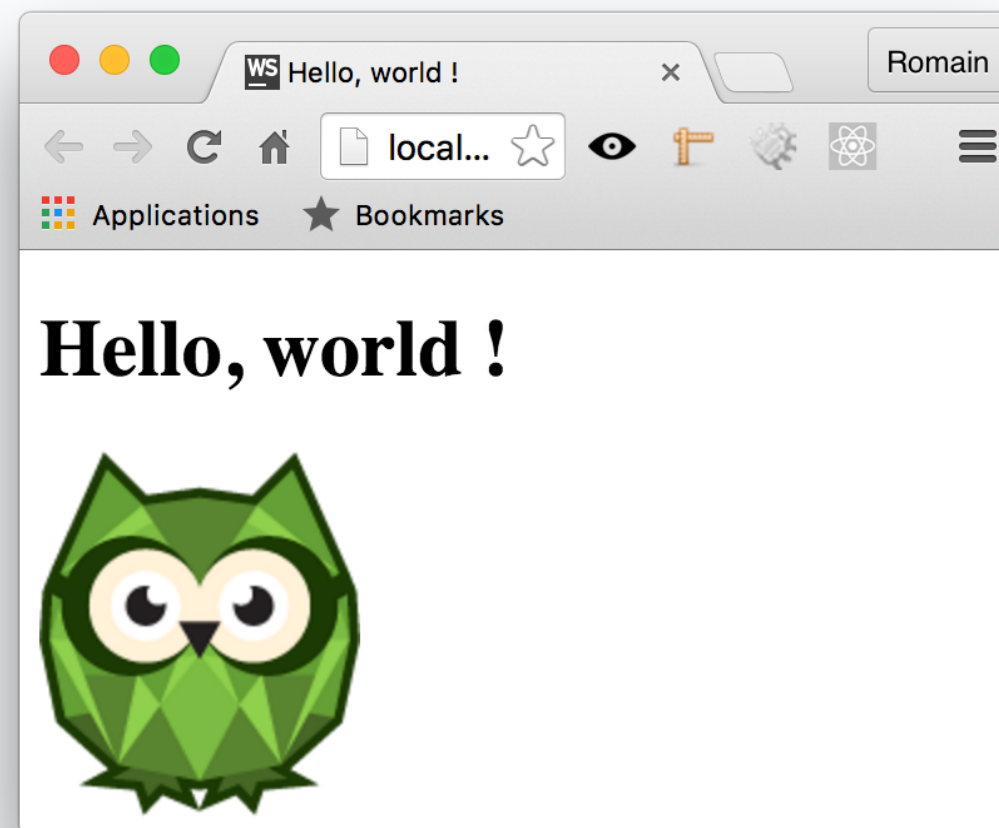 WS Hello, world ! Romain
local...
Applications Bookmarks
Hello, world !